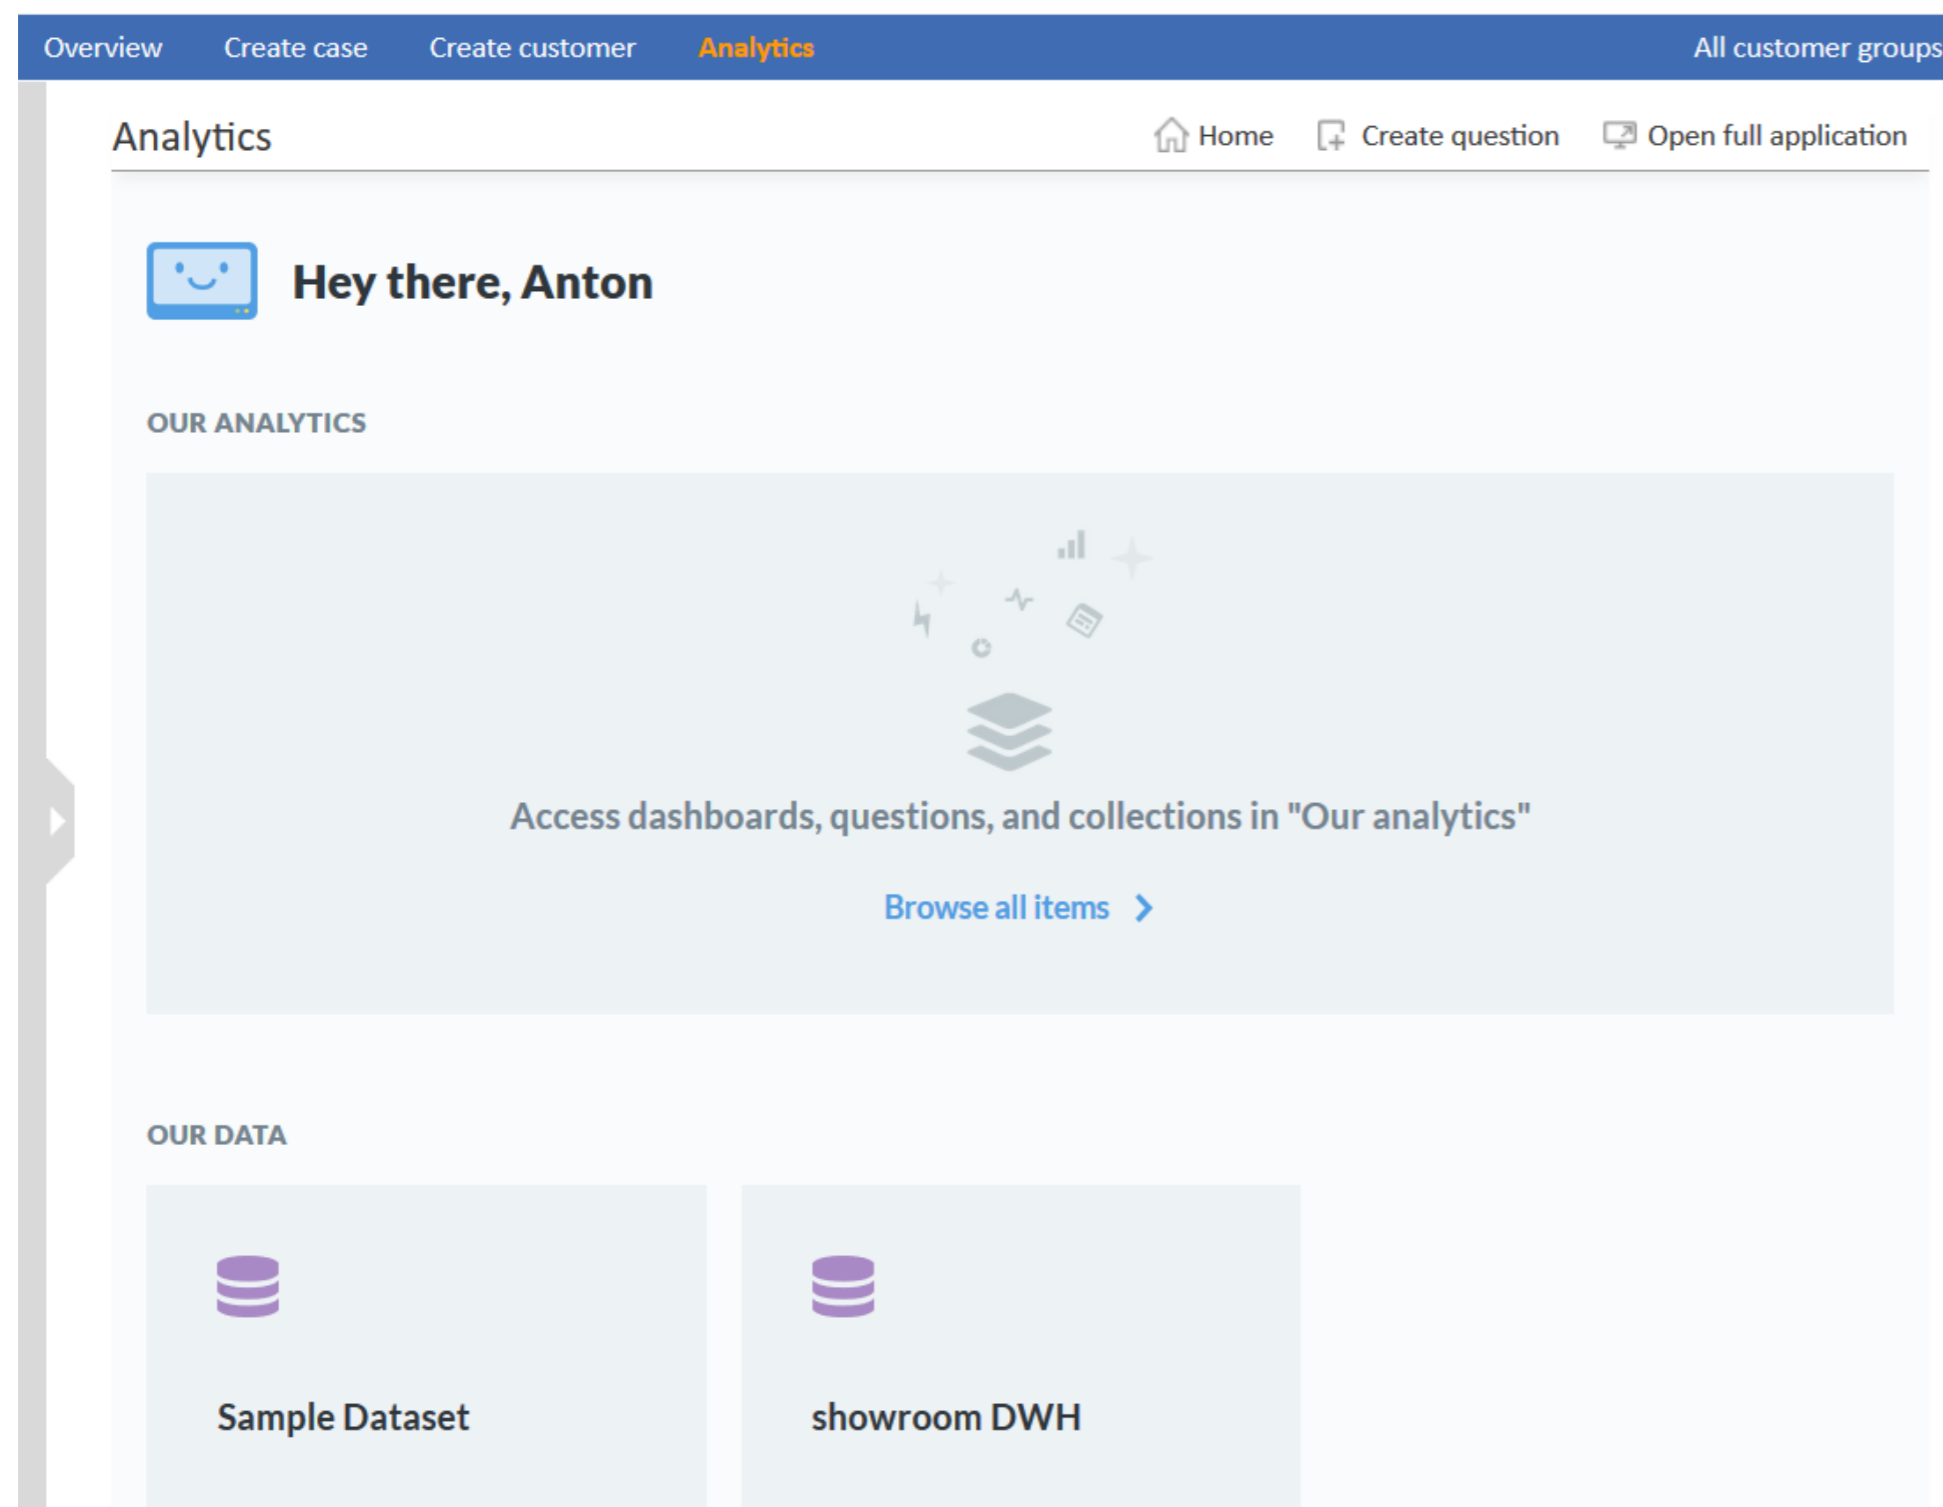 Overview Create case Create customer Analytics All customer groups
Analytics Home Create question Open full application
Hey there, Anton
OUR ANALYTICS
Access dashboards, questions, and collections in "Our analytics"
Browse all items
OUR DATA
Sample Dataset showroom DWH